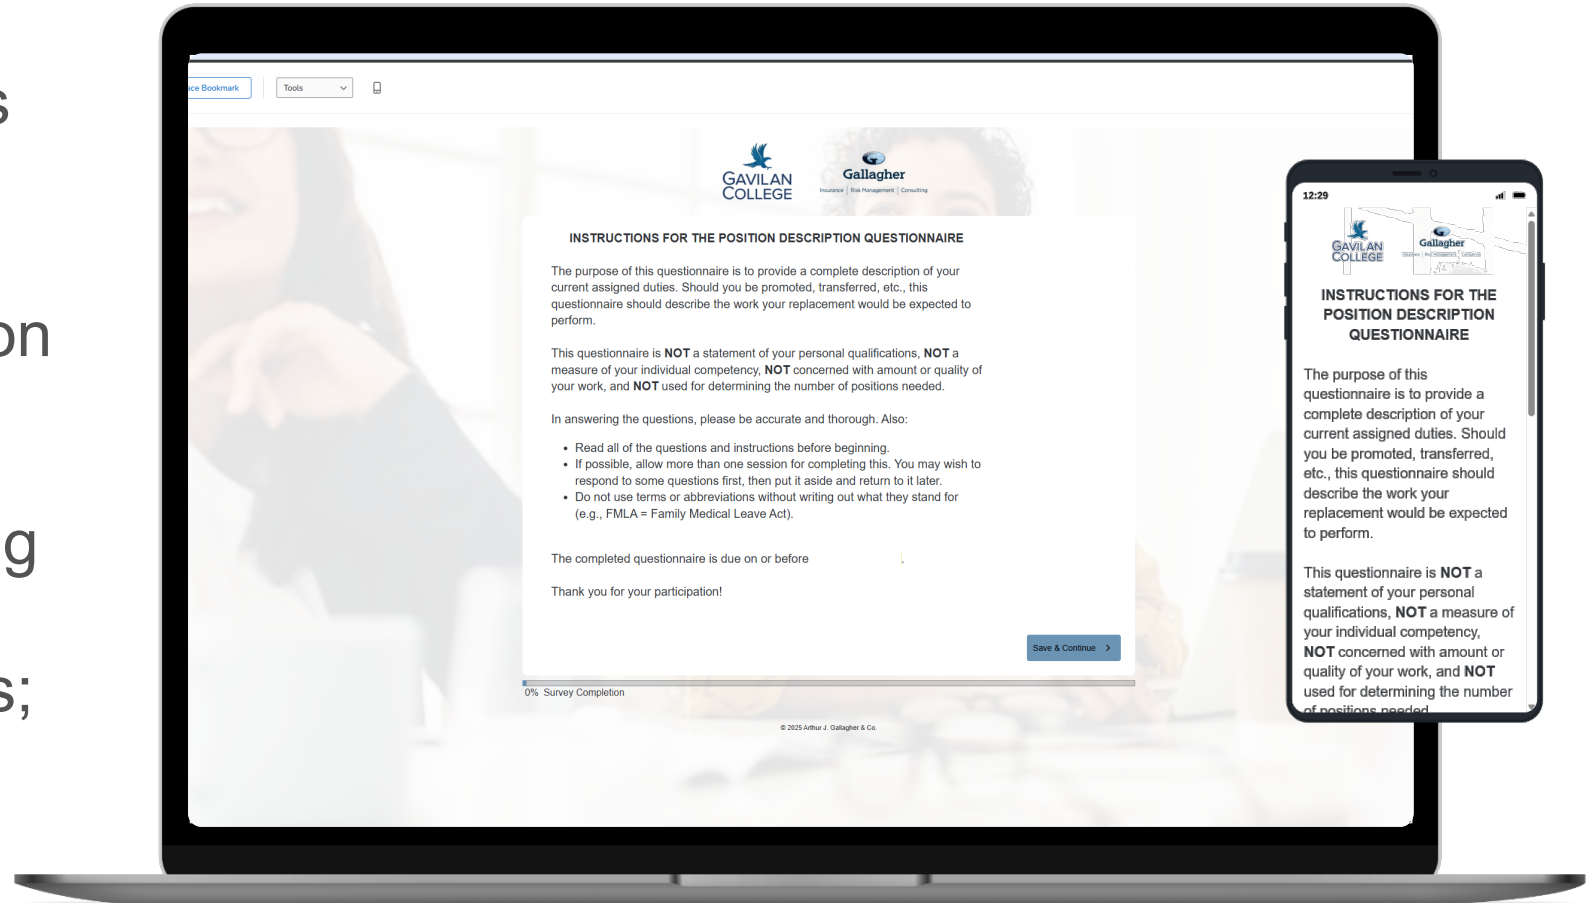 s
on
g
s;
ace Bookmark
Tools
GAVILAN
COLLEGE
Gallagher
Insurance | Risk Management | Consulting
INSTRUCTIONS FOR THE POSITION DESCRIPTION QUESTIONNAIRE
The purpose of this questionnaire is to provide a complete description of your
current assigned duties. Should you be promoted, transferred, etc., this
questionnaire should describe the work your replacement would be expected to
perform.
This questionnaire is NOT a statement of your personal qualifications, NOT a
measure of your individual competency, NOT concerned with amount or quality of
your work, and NOT used for determining the number of positions needed.
In answering the questions, please be accurate and thorough. Also:
• Read all of the questions and instructions before beginning.
• If possible, allow more than one session for completing this. You may wish to
respond to some questions first, then put it aside and return to it later.
• Do not use terms or abbreviations without writing out what they stand for
(e.g., FMLA = Family Medical Leave Act).
The completed questionnaire is due on or before .
Thank you for your participation!
Save & Continue
0% Survey Completion
© 2025 Arthur J. Gallagher & Co.
12:29
GAVILAN
COLLEGE
Gallagher
Insurance | Risk Management | Consulting
INSTRUCTIONS FOR THE
POSITION DESCRIPTION
QUESTIONNAIRE
The purpose of this
questionnaire is to provide a
complete description of your
current assigned duties. Should
you be promoted, transferred,
etc., this questionnaire should
describe the work your
replacement would be expected
to perform.
This questionnaire is NOT a
statement of your personal
qualifications, NOT a measure of
your individual competency,
NOT concerned with amount or
quality of your work, and NOT
used for determining the number
of positions needed.